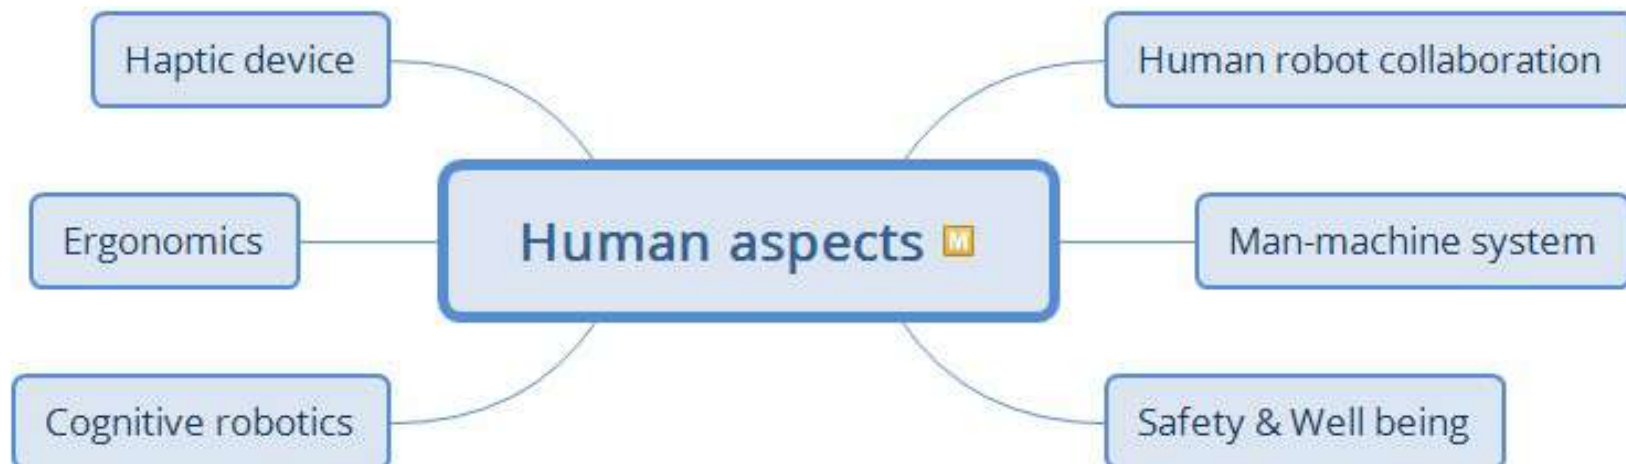 Haptic device
Human robot collaboration
Ergonomics
Human aspects M
Man-machine system
Cognitive robotics
Safety & Well being